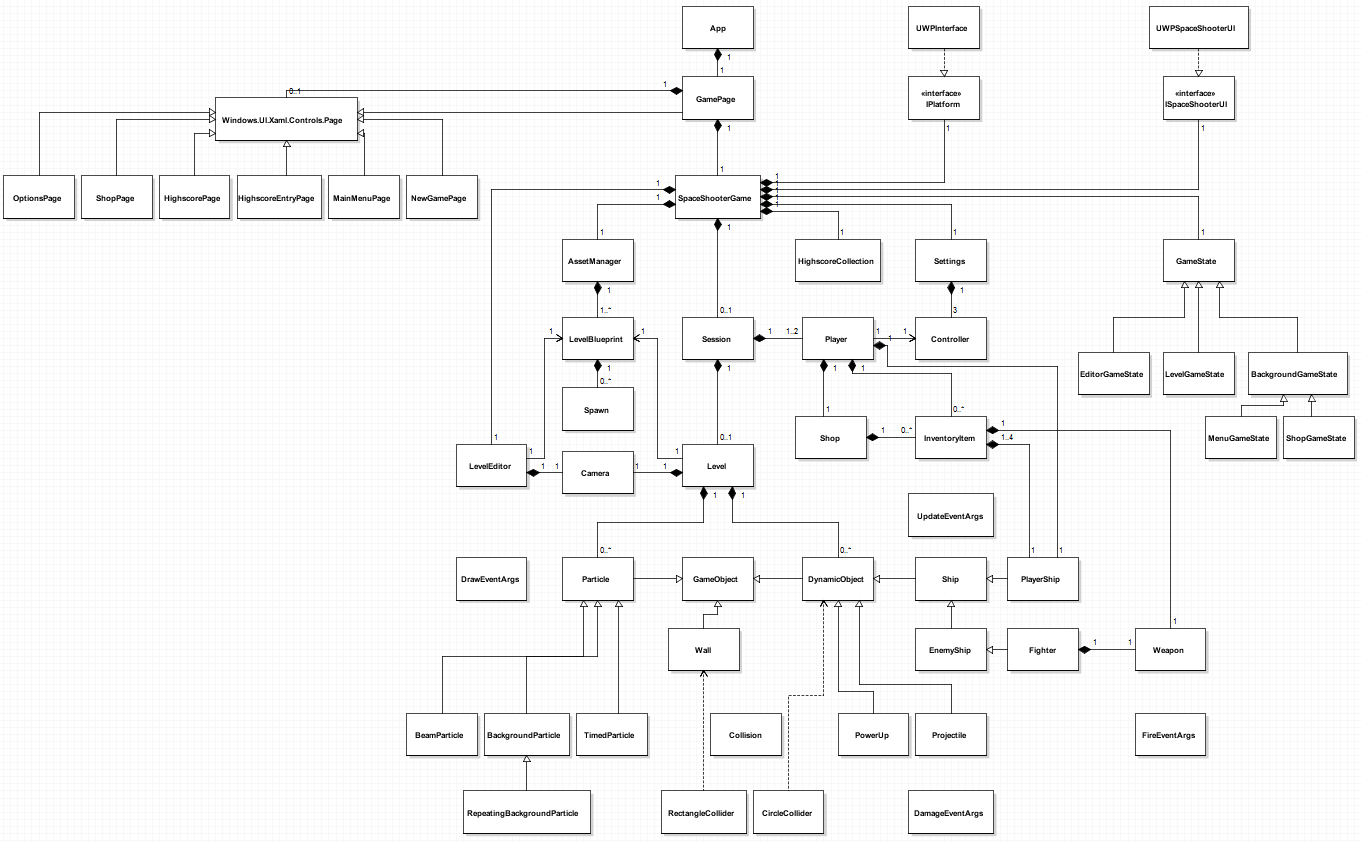 App
UWPInterface
UWPSpaceShooterUI
1
1
0..1
1
GamePage
«interface»
IPlatform
«interface»
ISpaceShooterUI
Windows.UI.Xaml.Controls.Page
1
1
1
1
OptionsPage
ShopPage
HighscorePage
HighscoreEntryPage
MainMenuPage
NewGamePage
1
1
SpaceShooterGame
1
1
1
1
1
1
1
1
1
1
AssetManager
HighscoreCollection
Settings
GameState
1
1
1..*
0..1
3
1
LevelBlueprint
1
Session
1
1..2
Player
1
1
Controller
1
1
1
1
1
0..*
EditorGameState
LevelGameState
BackgroundGameState
Spawn
1
0..*
1
0..1
Shop
1
0..*
InventoryItem
1
1..4
MenuGameState
ShopGameState
1
1
LevelEditor
1
1
Camera
1
1
Level
1
1
UpdateEventArgs
0..*
0..*
1
1
DrawEventArgs
Particle
GameObject
DynamicObject
Ship
PlayerShip
1
Wall
EnemyShip
Fighter
1
1
Weapon
BeamParticle
BackgroundParticle
TimedParticle
Collision
PowerUp
Projectile
FireEventArgs
RepeatingBackgroundParticle
RectangleCollider
CircleCollider
DamageEventArgs